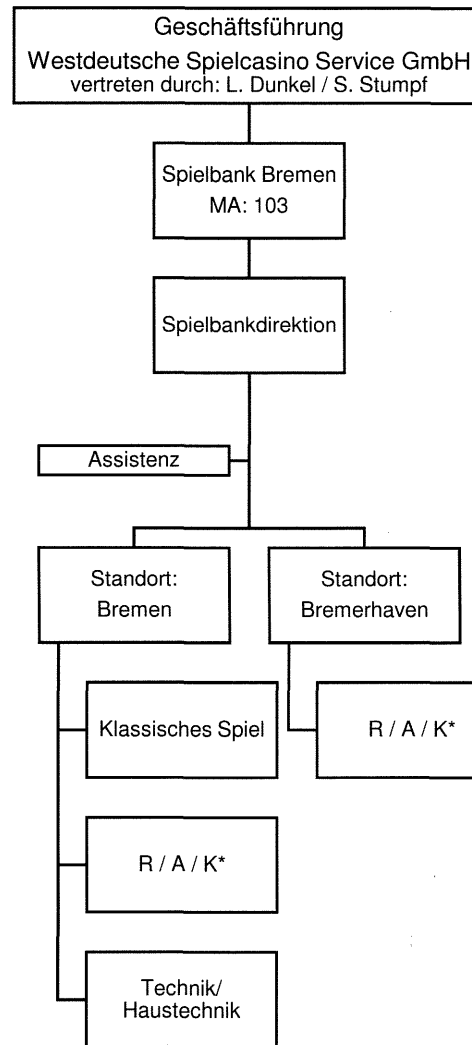 Geschäftsführung
Westdeutsche Spielcasino Service GmbH
vertreten durch: L. Dunkel / S. Stumpf
Spielbank Bremen
MA: 103
Spielbankdirektion
Assistenz
Standort:
Bremen
Standort:
Bremerhaven
Klassisches Spiel
R / A / K*
R / A / K*
Technik/
Haustechnik